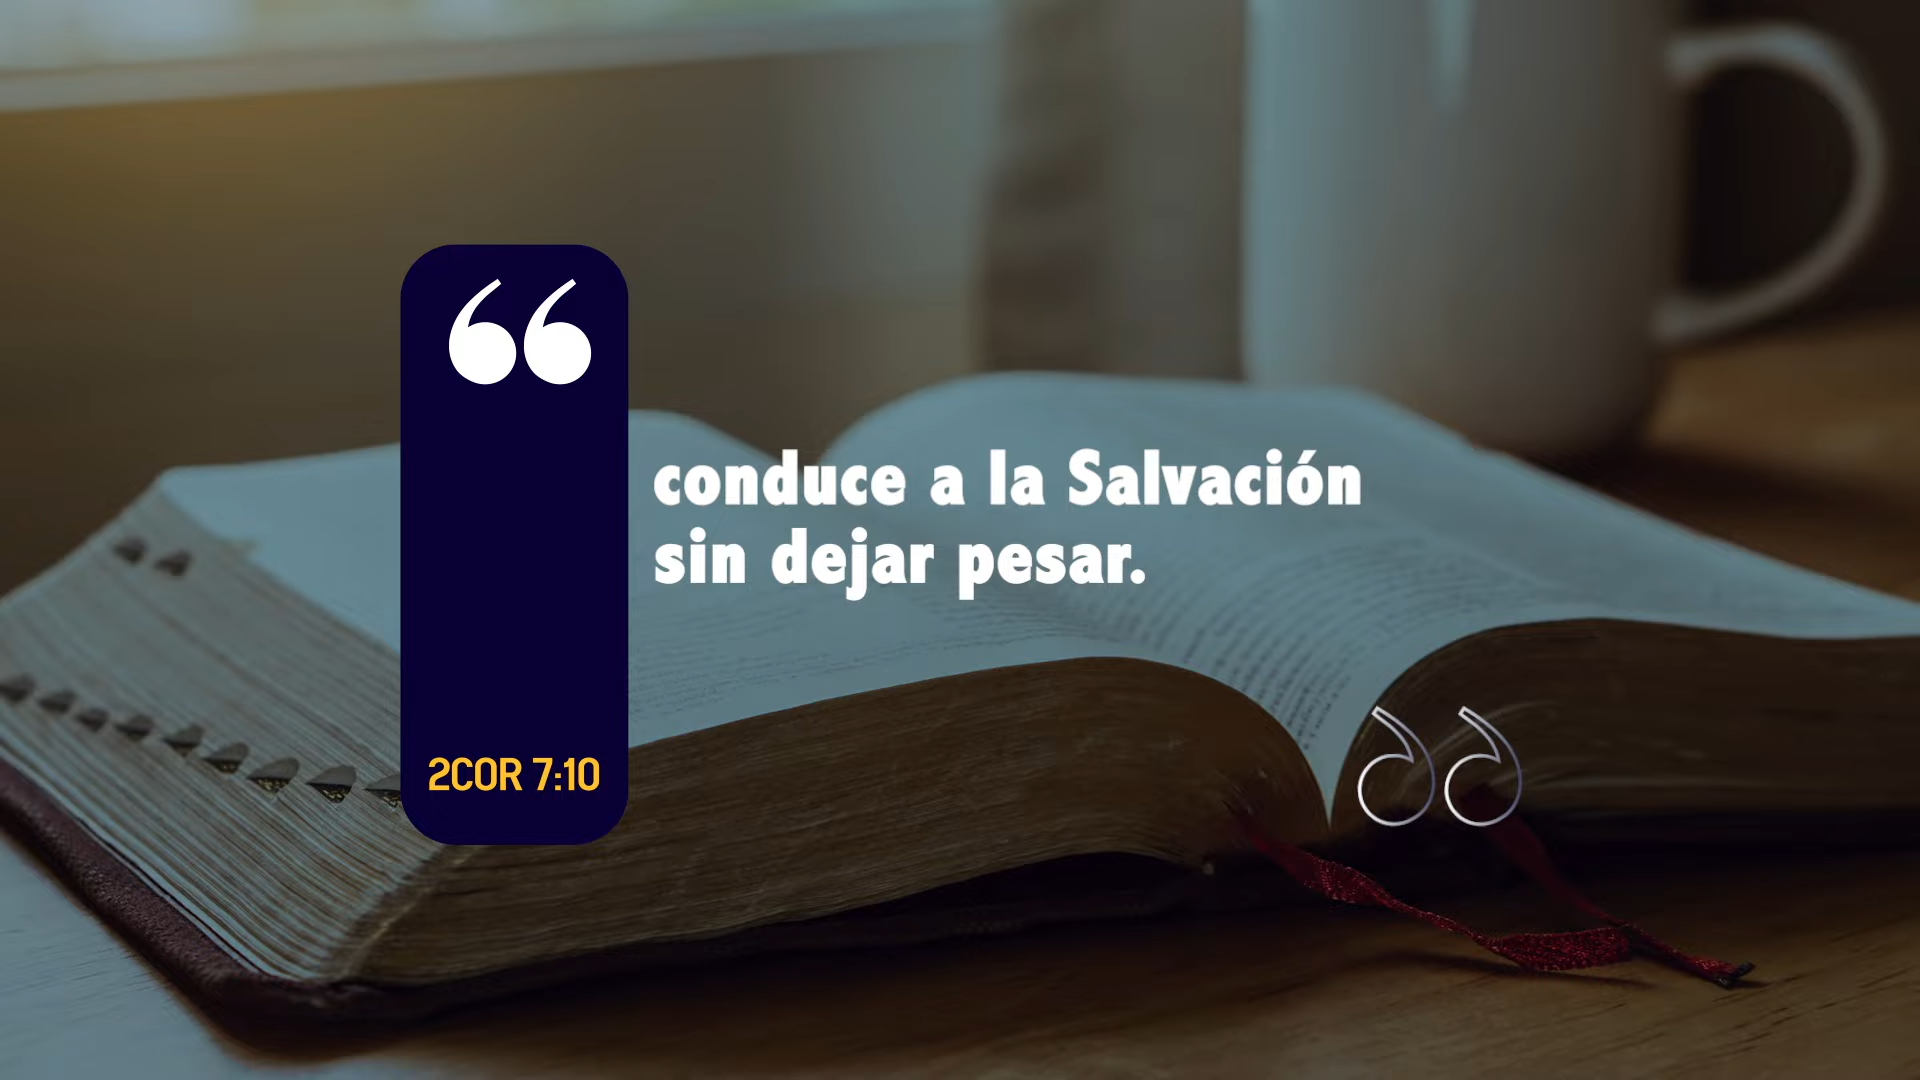 “
conduce a la Salvación
sin dejar pesar.
2COR 7:10
”